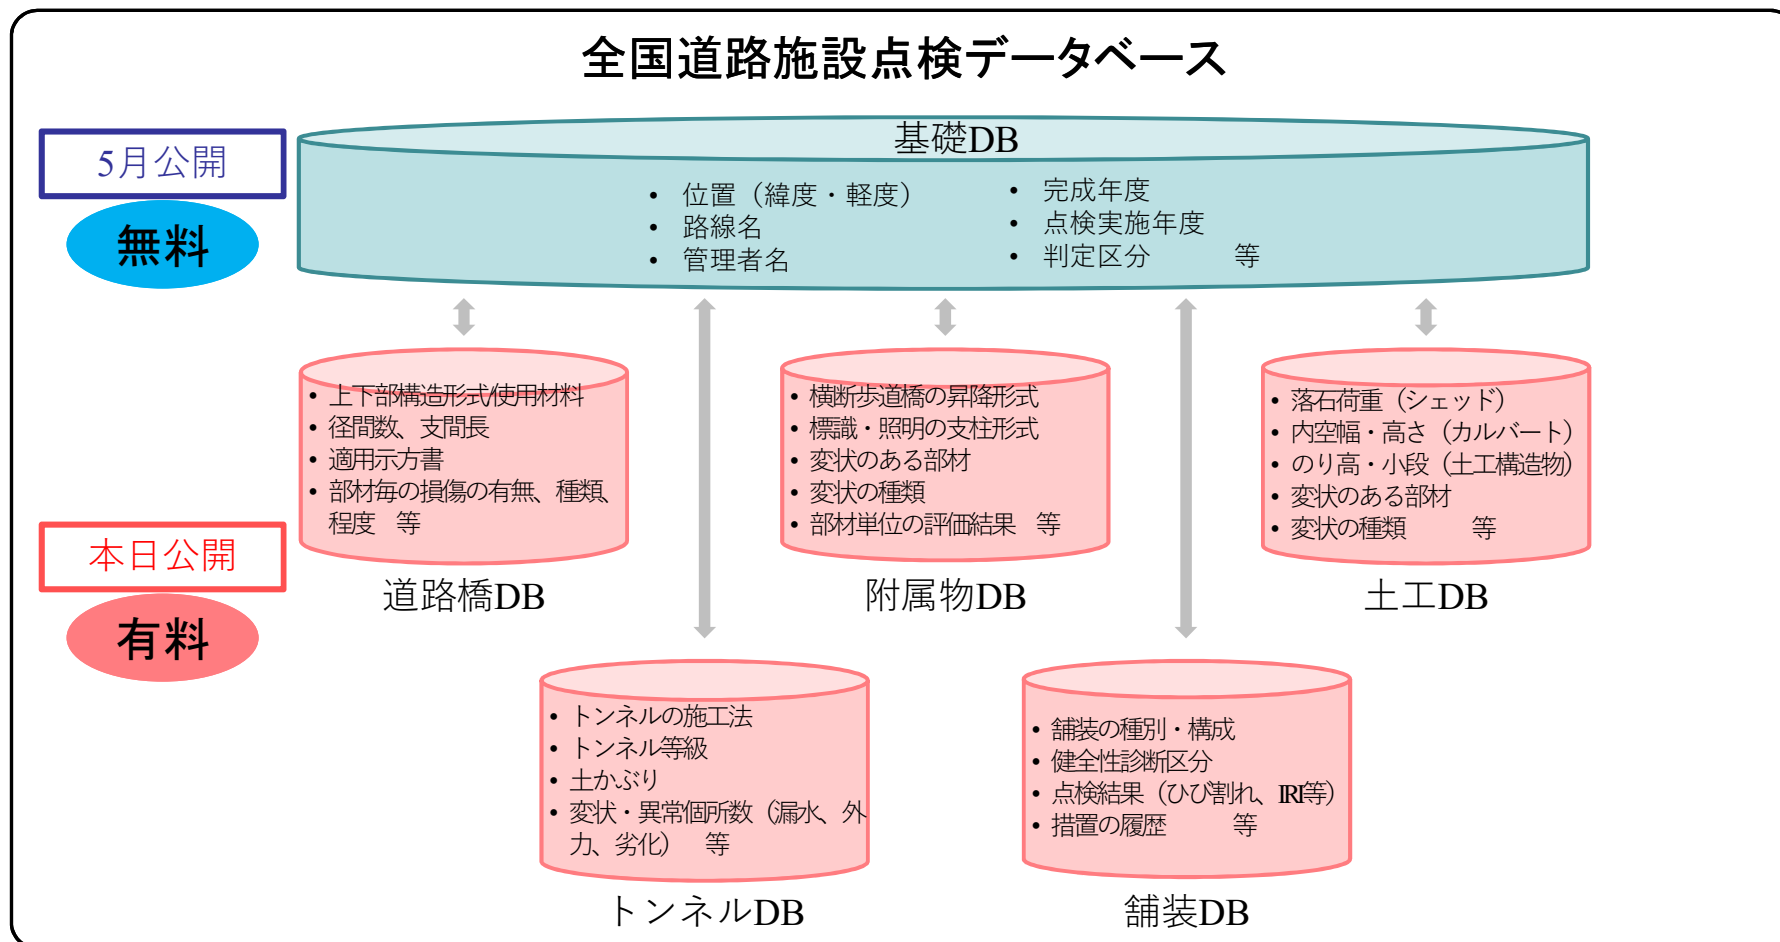 全国道路施設点検データベース
5月公開
無料
基礎DB
• 位置（緯度・軽度）
• 路線名
• 管理者名
• 完成年度
• 点検実施年度
• 判定区分　　　等
• 上下部構造形式/使用材料
• 径間数、支間長
• 適用示方書
• 部材毎の損傷の有無、種類、
程度　等
道路橋DB
• 横断歩道橋の昇降形式
• 標識・照明の支柱形式
• 変状のある部材
• 変状の種類
• 部材単位の評価結果　等
附属物DB
• 落石荷重（シェッド）
• 内空幅・高さ（カルバート）
• のり高・小段（土工構造物）
• 変状のある部材
• 変状の種類　　　等
土工DB
本日公開
有料
• トンネルの施工法
• トンネル等級
• 土かぶり
• 変状・異常個所数（漏水、外
力、劣化）　等
トンネルDB
• 舗装の種別・構成
• 健全性診断区分
• 点検結果（ひび割れ、IRI等）
• 措置の履歴　　　等
舗装DB